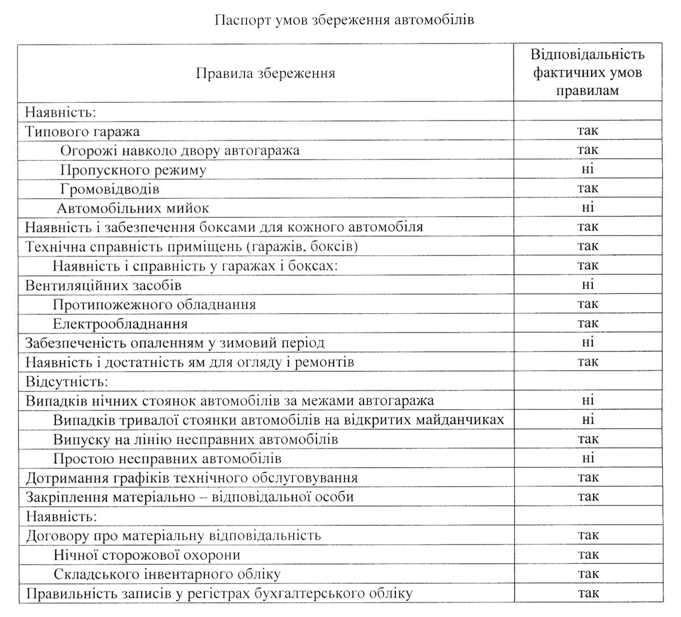 Паспорт умов збереження автомобілів
Правила збереження
Відповідальність
фактичних умов
правилам
Наявність:
Типового гаража так
Огорожі навколо двору автогаража так
Пропускного режиму ні
Громовідводів так
Автомобільних мийок ні
Наявність і забезпечення боксами для кожного автомобіля так
Технічна справність приміщень (гаражів, боксів) так
Наявність і справність у гаражах і боксах: так
Вентиляційних засобів ні
Протипожежного обладнання так
Електрообладнання так
Забезпеченість опаленням у зимовий період ні
Наявність і достатність ям для огляду і ремонтів так
Відсутність:
Випадків нічних стоянок автомобілів за межами автогаража ні
Випадків тривалої стоянки автомобілів на відкритих майданчиках ні
Випуску на лінію несправних автомобілів так
Простою несправних автомобілів ні
Дотримання графіків технічного обслуговування так
Закріплення матеріально – відповідальної особи так
Наявність:
Договору про матеріальну відповідальність так
Нічної сторожової охорони так
Складського інвентарного обліку так
Правильність записів у регістрах бухгалтерського обліку так